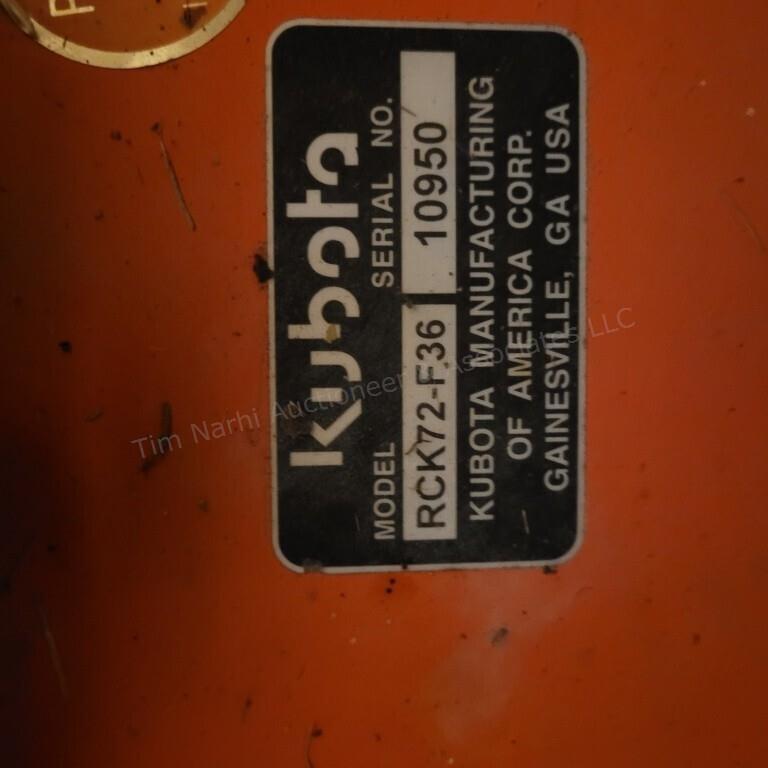 Kubota
MODEL SERIAL NO.
RCK72-F36 10950
KUBOTA MANUFACTURING
OF AMERICA CORP.
GAINESVILLE, GA USA
Tim Narhi Auctioneer & Associates, LLC
P